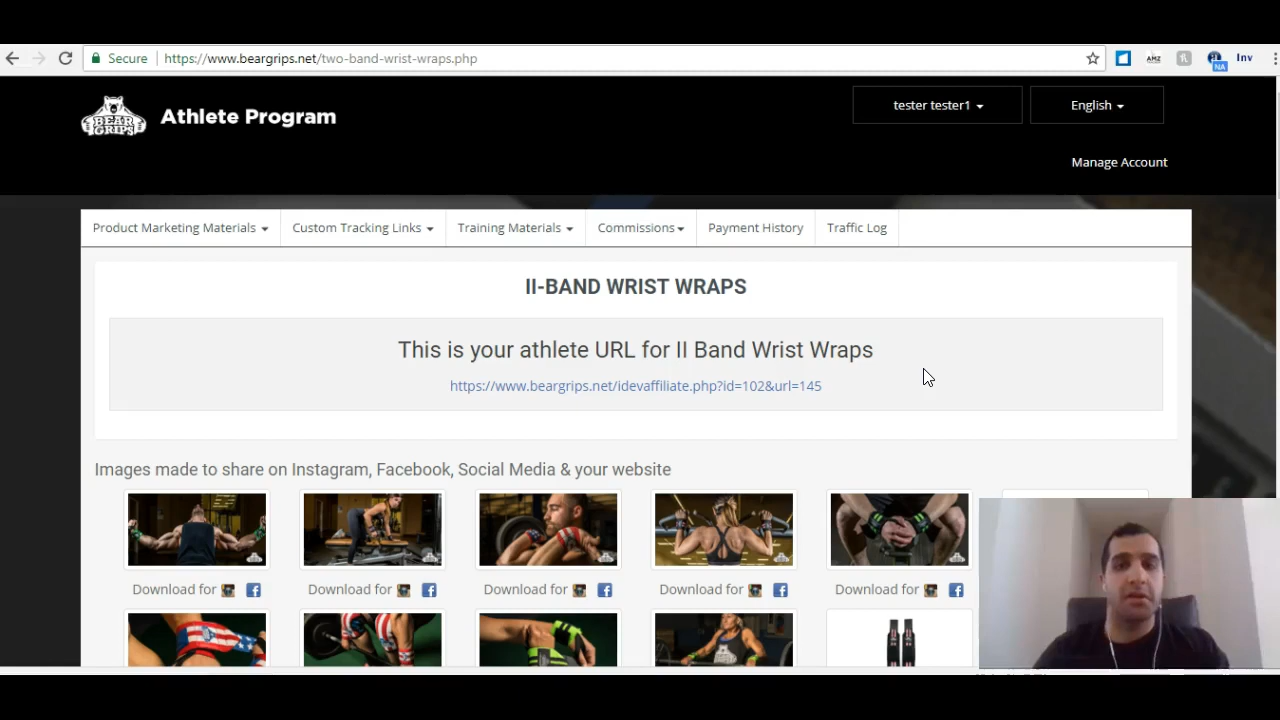 Secure https://www.beargrips.net/two-band-wrist-wraps.php
AMZ
NA
Inv
BEAR
GRIPS
Athlete Program
tester tester1
English
Manage Account
Product Marketing Materials
Custom Tracking Links
Training Materials
Commissions
Payment History
Traffic Log
II-BAND WRIST WRAPS
This is your athlete URL for II Band Wrist Wraps
https://www.beargrips.net/idevaffiliate.php?id=102&url=145
Images made to share on Instagram, Facebook, Social Media & your website
Download for
Download for
Download for
Download for
Download for